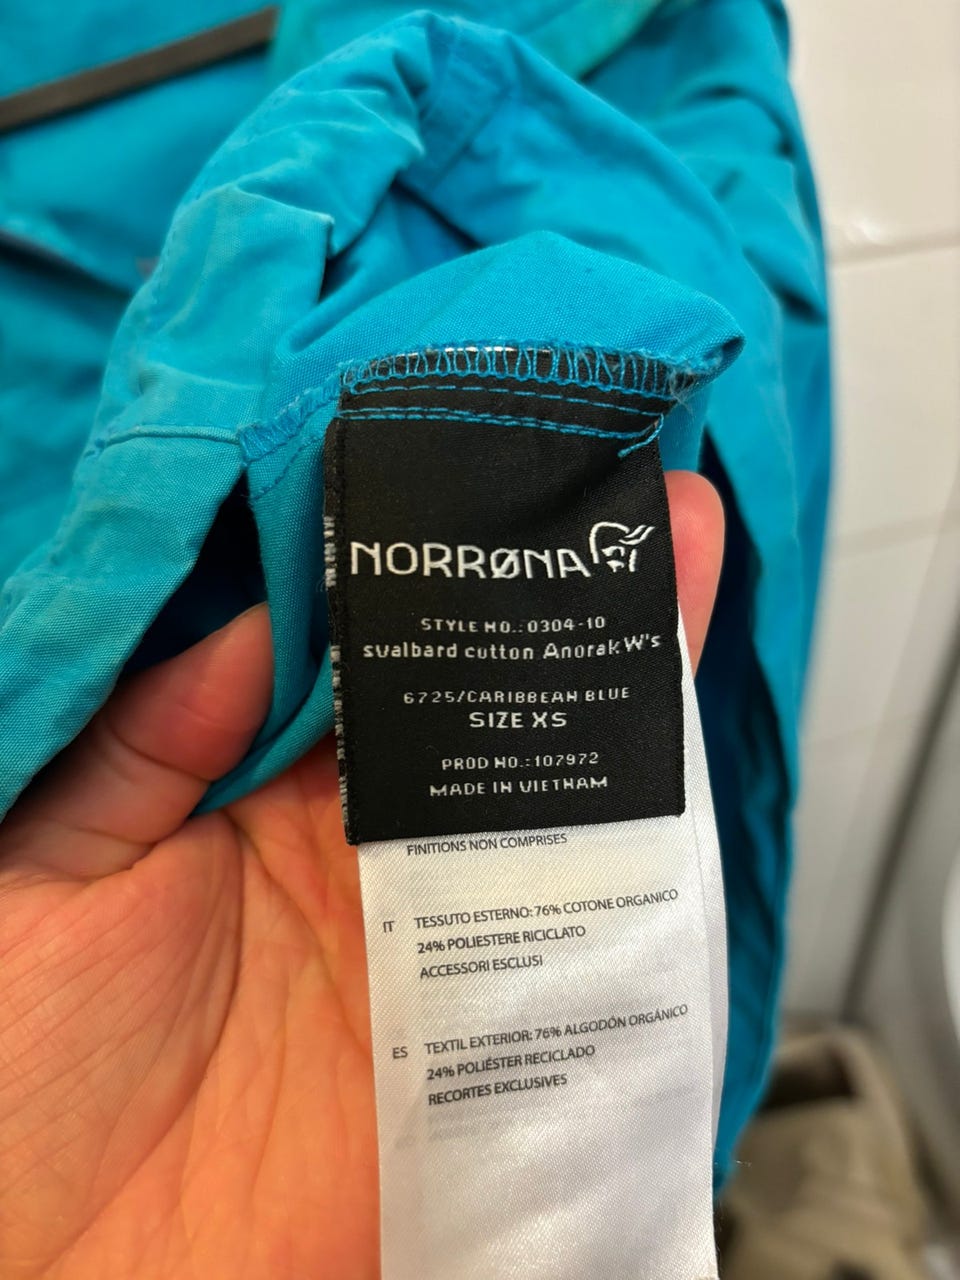 NORRØNA
STYLE NO.:0304-10
svalbard cotton Anorak W's
6725/CARIBBEAN BLUE
SIZE XS
PROD NO.:107972
MADE IN VIETNAM
FINITIONS NON COMPRISES
IT TESSUTO ESTERNO: 76% COTONE ORGANICO
24% POLIESTERE RICICLATO
ACCESSORI ESCLUSI
ES TEXTIL EXTERIOR: 76% ALGODÓN ORGÁNICO
24% POLIÉSTER RECICLADO
RECORTES EXCLUSIVES